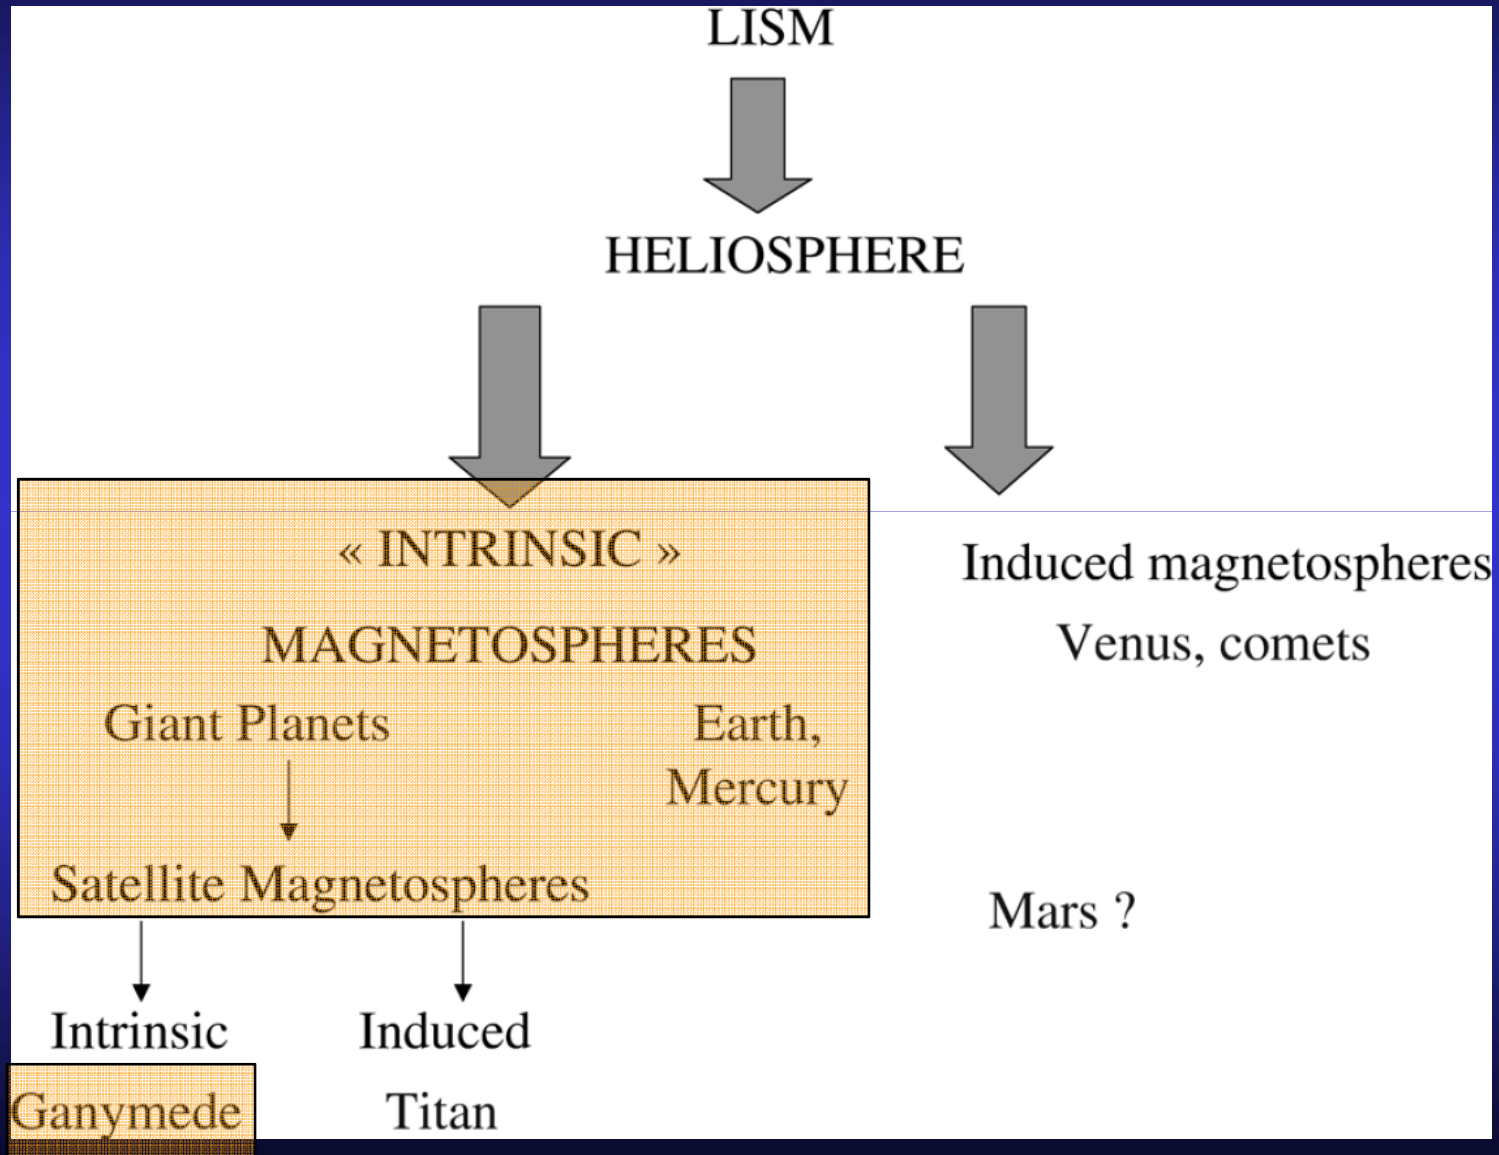 LISM
HELIOSPHERE
« INTRINSIC »
MAGNETOSPHERES
Giant Planets
Earth,
Mercury
Satellite Magnetospheres
Intrinsic
Induced
Ganymede
Titan
Induced magnetospheres
Venus, comets
Mars ?